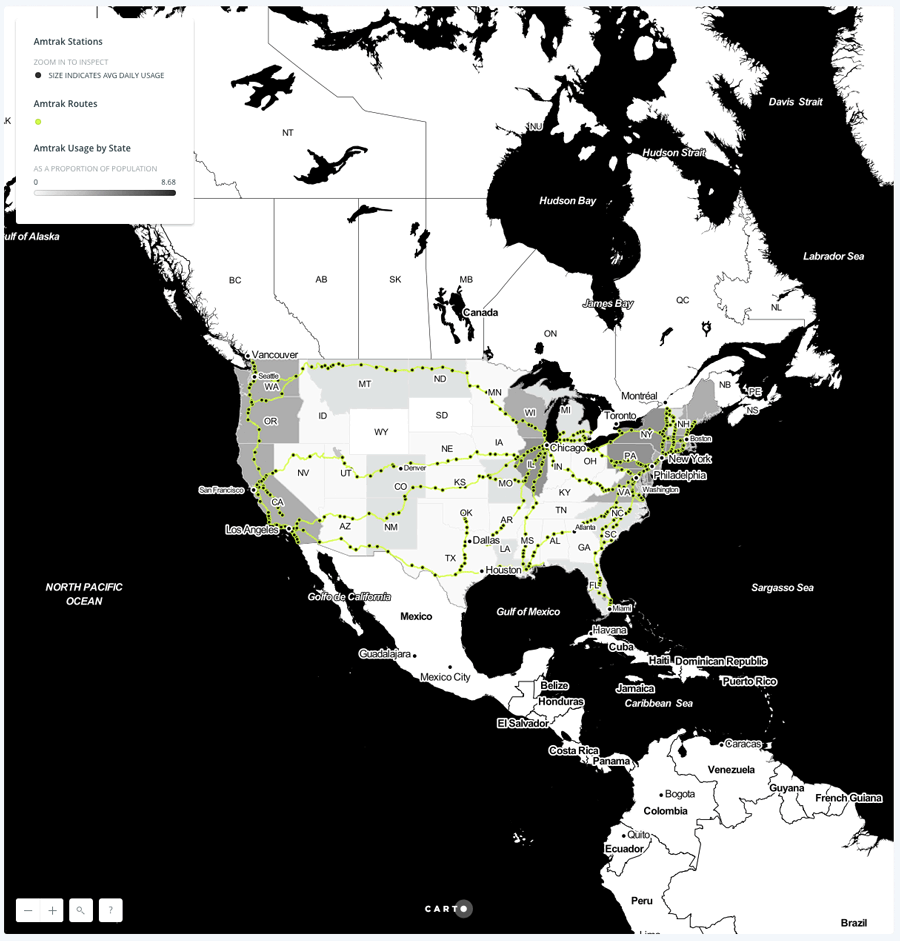 Amtrak Stations
ZOOM IN TO INSPECT
SIZE INDICATES AVG DAILY USAGE
Amtrak Routes
Amtrak Usage by State
AS A PROPORTION OF POPULATION
0 8.68
NT
NU
Davis Strait
Hudson Strait
Hudson Bay
Gulf of Alaska
Labrador Sea
BC
AB
SK
MB
Canada
James Bay
QC
NL
ON
Vancouver
Seattle
WA
MT
ND
MN
WI
MI
Montréal
Toronto
NB
PE
NS
NH
Boston
OR
ID
SD
WY
NY
New York
Chicago
IA
NE
NV
UT
Denver
CO
KS
MO
IL
IN
OH
PA
Philadelphia
Washington
VA
KY
San Francisco
CA
Los Angeles
AZ
NM
OK
AR
TN
NC
SC
Atlanta
Dallas
TX
LA
MS
AL
GA
Houston
FL
Miami
NORTH PACIFIC
OCEAN
Golfo de California
Mexico
Gulf of Mexico
Sargasso Sea
Havana
Cuba
Guadalajara
Mexico City
Haiti
Dominican Republic
Puerto Rico
Jamaica
Caribbean Sea
Belize
Honduras
El Salvador
Costa Rica
Panama
Caracas
Venezuela
Guyana
French Guiana
Bogota
Colombia
Quito
Ecuador
Peru
Brazil
− + ?
CARTO